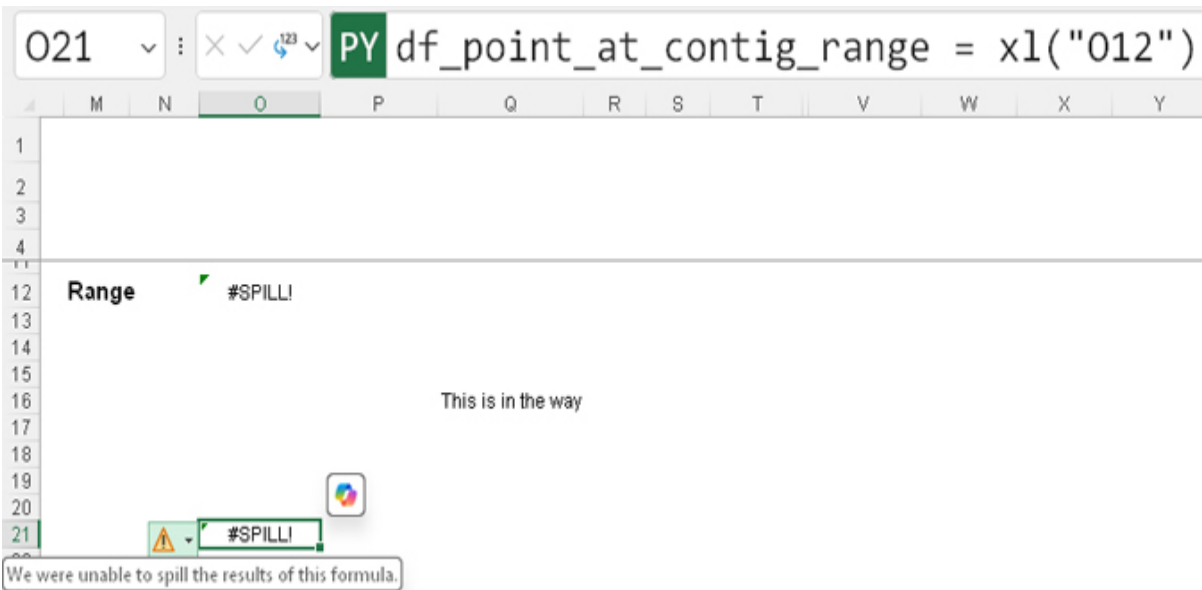 O21 PY df_point_at_contig_range = xl("O12")
M N O P Q R S T V W X Y
1
2
3
4
12 Range #SPILL!
13
14
15
16 This is in the way
17
18
19
20
21 #SPILL!
We were unable to spill the results of this formula.